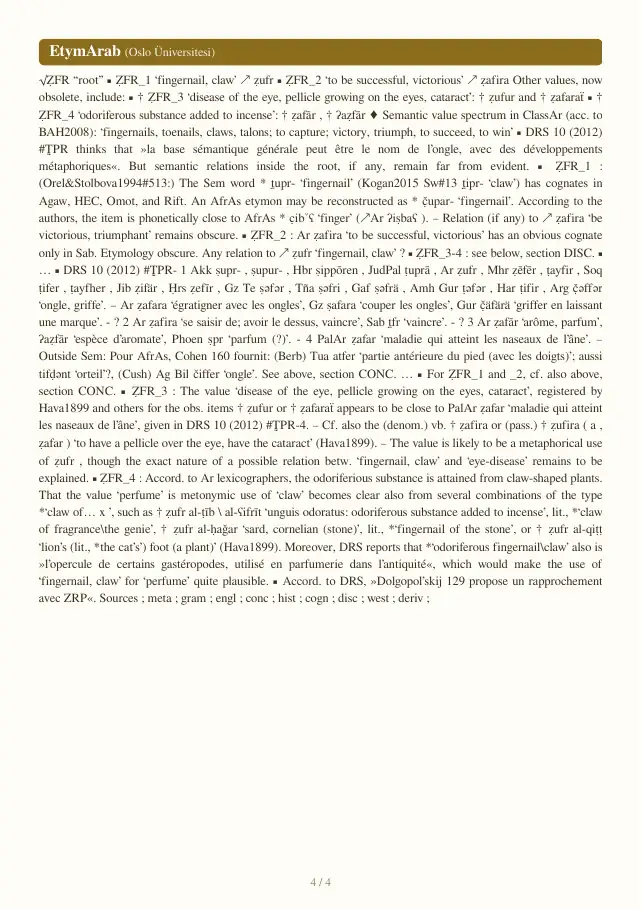 EtymArab (Oslo Üniversitesi)
√ẒFR “root” ▪ ẒFR_1 ‘fingernail, claw’ ↗ ẓufr ▪ ẒFR_2 ‘to be successful, victorious’ ↗ ẓafira Other values, now
obsolete, include: ▪ † ẒFR_3 ‘disease of the eye, pellicle growing on the eyes, cataract’: † ẓufur and † ẓafaraẗ ▪ †
ẒFR_4 ‘odoriferous substance added to incense’: † ẓafār , † ʔaẓfār ♦ Semantic value spectrum in ClassAr (acc. to
BAH2008): ‘fingernails, toenails, claws, talons; to capture; victory, triumph, to succeed, to win’ ▪ DRS 10 (2012)
#ṮPR thinks that »la base sémantique générale peut être le nom de l’ongle, avec des développements
métaphoriques«. But semantic relations inside the root, if any, remain far from evident. ▪ ẒFR_1 :
(Orel&Stolbova1994#513:) The Sem word * ṯupr- ‘fingernail’ (Kogan2015 Sw#13 ṯipr- ‘claw’) has cognates in
Agaw, HEC, Omot, and Rift. An AfrAs etymon may be reconstructed as * čupar- ‘fingernail’. According to the
authors, the item is phonetically close to AfrAs * ċib˅ʕ ‘finger’ (↗Ar ʔiṣbaʕ ). – Relation (if any) to ↗ ẓafira ‘be
victorious, triumphant’ remains obscure. ▪ ẒFR_2 : Ar ẓafira ‘to be successful, victorious’ has an obvious cognate
only in Sab. Etymology obscure. Any relation to ↗ ẓufr ‘fingernail, claw’ ? ▪ ẒFR_3-4 : see below, section DISC. ▪
… ▪ DRS 10 (2012) #ṮPR- 1 Akk ṣupr- , ṣupur- , Hbr ṣippōren , JudPal ṭuprā , Ar ẓufr , Mhr ẓēfēr , ṭayfīr , Soq
ṭifer , ṭayfher , Jib ẓifär , Ḥrs ẓefīr , Gz Te ṣəfər , Tña ṣəfri , Gaf ṣəfrä , Amh Gur ṭəfər , Har ṭifir , Arg č̣əffər
‘ongle, griffe’. – Ar ẓafara ‘égratigner avec les ongles’, Gz ṣafara ‘couper les ongles’, Gur č̣äfärä ‘griffer en laissant
une marque’. - ? 2 Ar ẓafira ‘se saisir de; avoir le dessus, vaincre’, Sab ṯ̣fr ‘vaincre’. - ? 3 Ar ẓafār ‘arôme, parfum’,
ʔaẓfār ‘espèce d’aromate’, Phoen ṣpr ‘parfum (?)’. - 4 PalAr ẓafar ‘maladie qui atteint les naseaux de l’âne’. –
Outside Sem: Pour AfrAs, Cohen 160 fournit: (Berb) Tua atfer ‘partie antérieure du pied (avec les doigts)’; aussi
tifḍənt ‘orteil’?, (Cush) Ag Bil čiffer ‘ongle’. See above, section CONC. … ▪ For ẒFR_1 and _2, cf. also above,
section CONC. ▪ ẒFR_3 : The value ‘disease of the eye, pellicle growing on the eyes, cataract’, registered by
Hava1899 and others for the obs. items † ẓufur or † ẓafaraẗ appears to be close to PalAr ẓafar ‘maladie qui atteint
les naseaux de l’âne’, given in DRS 10 (2012) #ṮPR-4. – Cf. also the (denom.) vb. † ẓafira or (pass.) † ẓufira ( a ,
ẓafar ) ‘to have a pellicle over the eye, have the cataract’ (Hava1899). – The value is likely to be a metaphorical use
of ẓufr , though the exact nature of a possible relation betw. ‘fingernail, claw’ and ‘eye-disease’ remains to be
explained. ▪ ẒFR_4 : Accord. to Ar lexicographers, the odoriferious substance is attained from claw-shaped plants.
That the value ‘perfume’ is metonymic use of ‘claw’ becomes clear also from several combinations of the type
*‘claw of… x ’, such as † ẓufr al-ṭīb \ al-ʕifrīt ‘unguis odoratus: odoriferous substance added to incense’, lit., *‘claw
of fragrance\the genie’, † ẓufr al-ḥaǧar ‘sard, cornelian (stone)’, lit., *‘fingernail of the stone’, or † ẓufr al-qiṭṭ
‘lion’s (lit., *the cat’s’) foot (a plant)’ (Hava1899). Moreover, DRS reports that *‘odoriferous fingernail\claw’ also is
»l’opercule de certains gastéropodes, utilisé en parfumerie dans l’antiquité«, which would make the use of
‘fingernail, claw’ for ‘perfume’ quite plausible. ▪ Accord. to DRS, »Dolgopol’skij 129 propose un rapprochement
avec ZRP«. Sources ; meta ; gram ; engl ; conc ; hist ; cogn ; disc ; west ; deriv ;
4 / 4